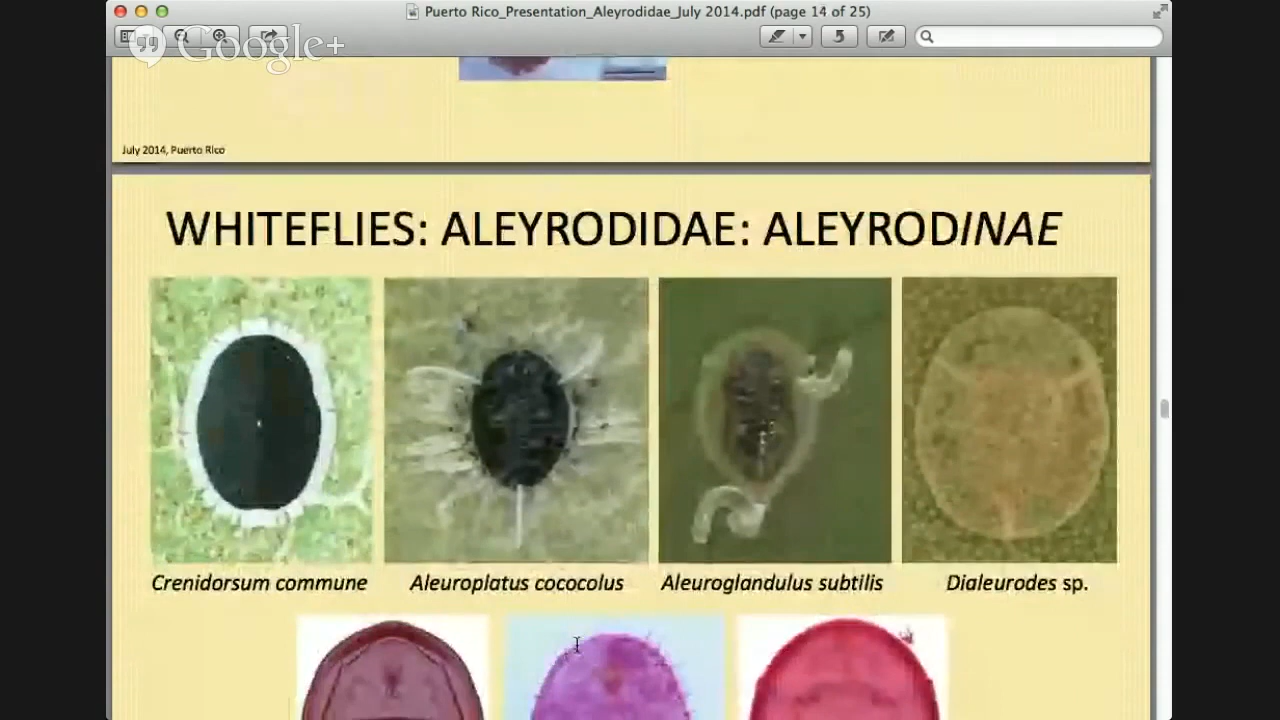 Puerto Rico_Presentation_Aleyrodidae_July 2014.pdf (page 14 of 25)
Google+
5
July 2014, Puerto Rico
WHITEFLIES: ALEYRODIDAE: ALEYRODINAE
Crenidorsum commune
Aleuroplatus cococolus
Aleuroglandulus subtilis
Dialeurodes sp.